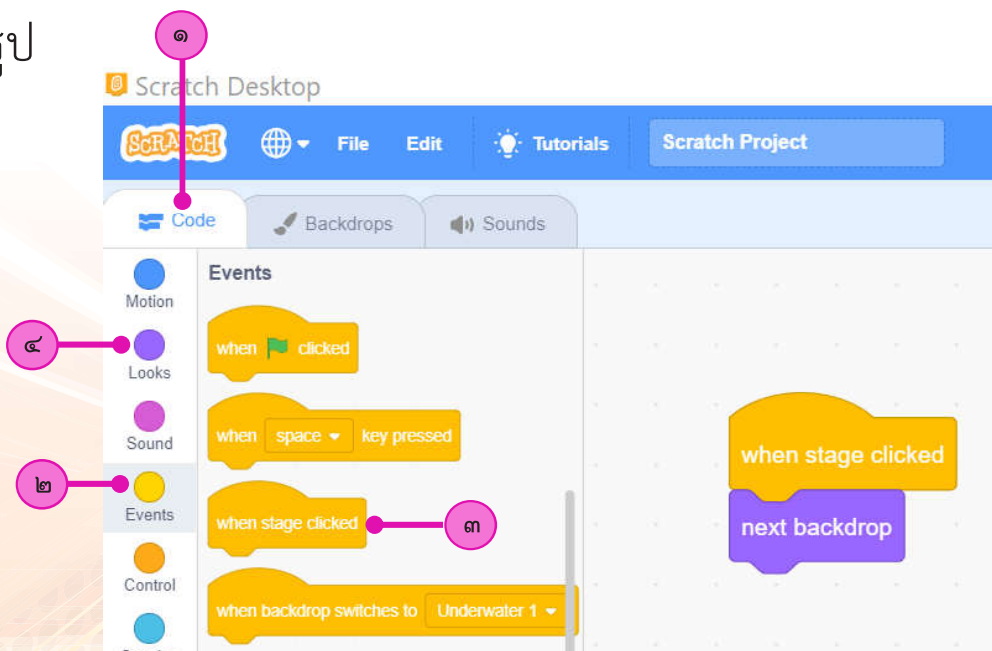 รูป
๑
Scratch Desktop
SCRATCH File Edit Tutorials Scratch Project
Code Backdrops Sounds
Events
Motion
when clicked
๔
Looks
when space key pressed
Sound
when stage clicked
next backdrop
๒
Events
when stage clicked
๓
Control
when backdrop switches to Underwater 1